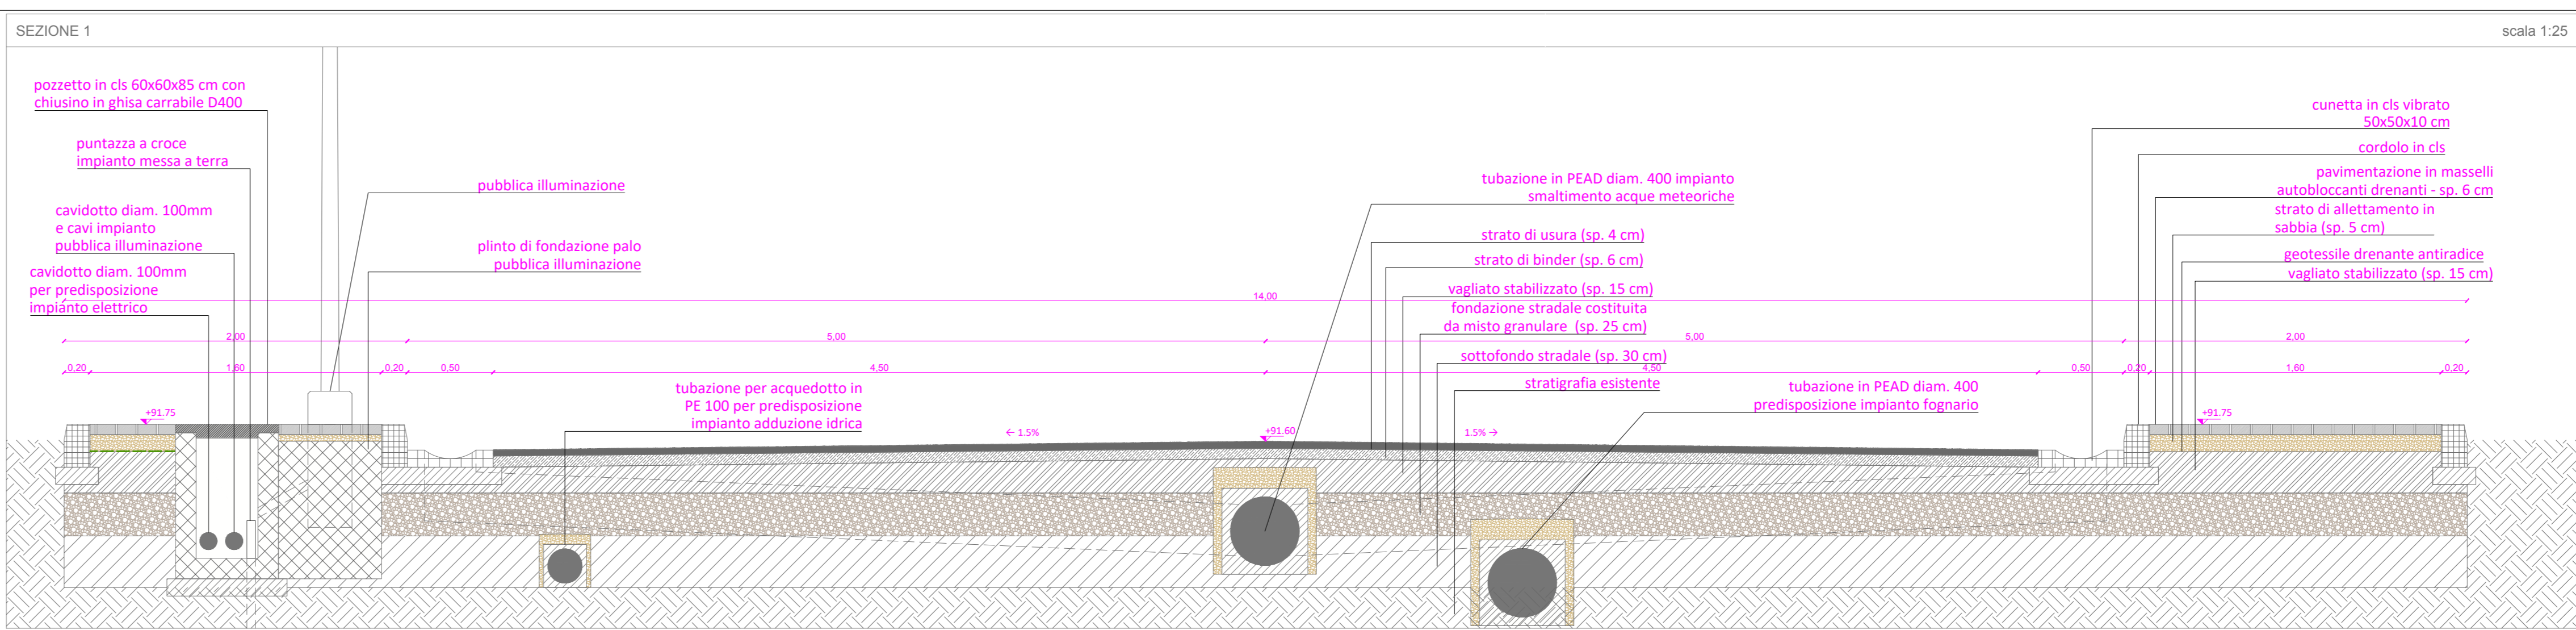 SEZIONE 1
scala 1:25
pozzetto in cls 60x60x85 cm con
chiusino in ghisa carrabile D400
puntazza a croce
impianto messa a terra
cavidotto diam. 100mm
e cavi impianto
pubblica illuminazione
cavidotto diam. 100mm
per predisposizione
impianto elettrico
pubblica illuminazione
plinto di fondazione palo
pubblica illuminazione
tubazione per acquedotto in
PE 100 per predisposizione
impianto adduzione idrica
tubazione in PEAD diam. 400 impianto
smaltimento acque meteoriche
strato di usura (sp. 4 cm)
strato di binder (sp. 6 cm)
vagliato stabilizzato (sp. 15 cm)
fondazione stradale costituita
da misto granulare (sp. 25 cm)
sottofondo stradale (sp. 30 cm)
stratigrafia esistente
tubazione in PEAD diam. 400
predisposizione impianto fognario
cunetta in cls vibrato
50x50x10 cm
cordolo in cls
pavimentazione in masselli
autobloccanti drenanti - sp. 6 cm
strato di allettamento in
sabbia (sp. 5 cm)
geotessile drenante antiradice
vagliato stabilizzato (sp. 15 cm)
14,00
2,00 5,00 5,00 2,00
0,20 1,60 0,20 0,50 4,50 4,50 0,50 0,20 1,60 0,20
+91.75
← 1.5%
+91.60
1.5% →
+91.75